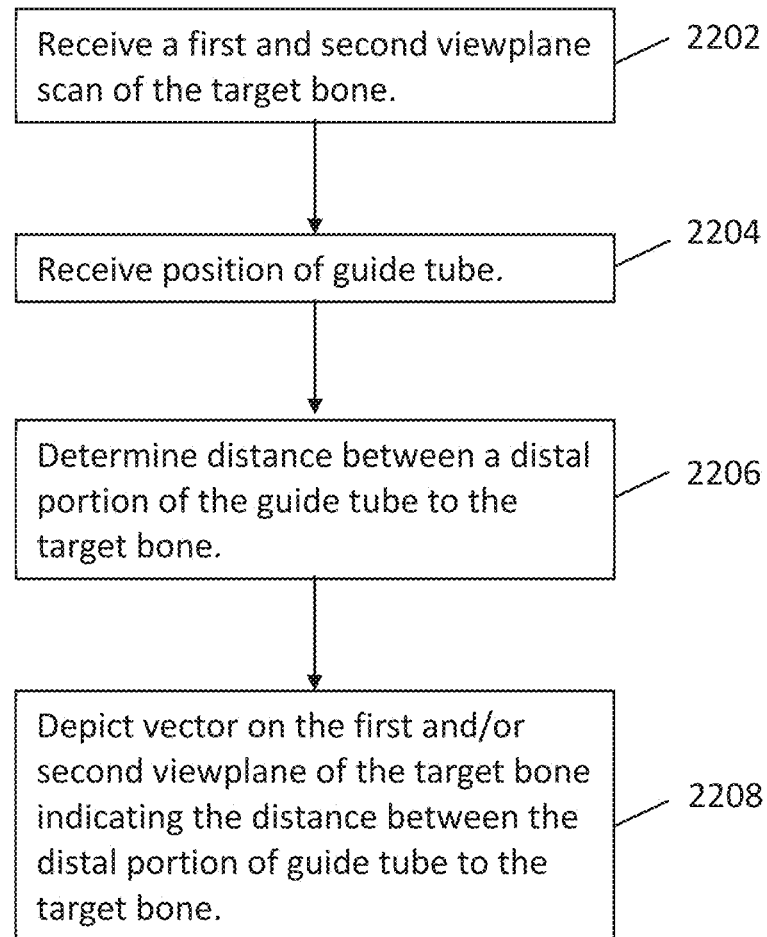 Receive a first and second viewplane
scan of the target bone.
2202
Receive position of guide tube.
2204
Determine distance between a distal
portion of the guide tube to the
target bone.
2206
Depict vector on the first and/or
second viewplane of the target bone
indicating the distance between the
distal portion of guide tube to the
target bone.
2208